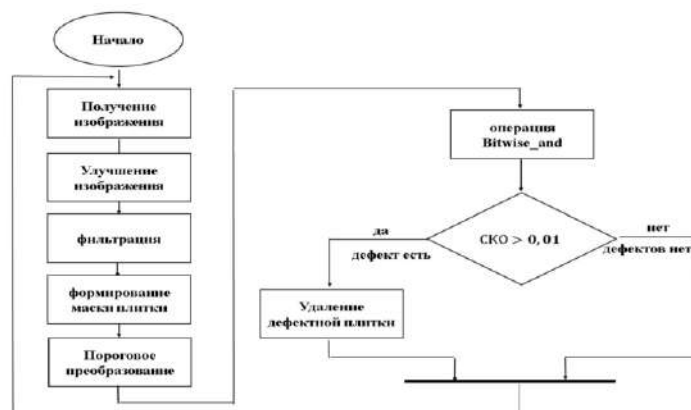 Начало
Получение
изображения
Улучшение
изображения
фильтрация
формирование
маски плитки
Пороговое
преобразование
операция
Bitwise_and
СКО > 0,01
да
дефект есть
нет
дефектов нет
Удаление
дефектной плитки